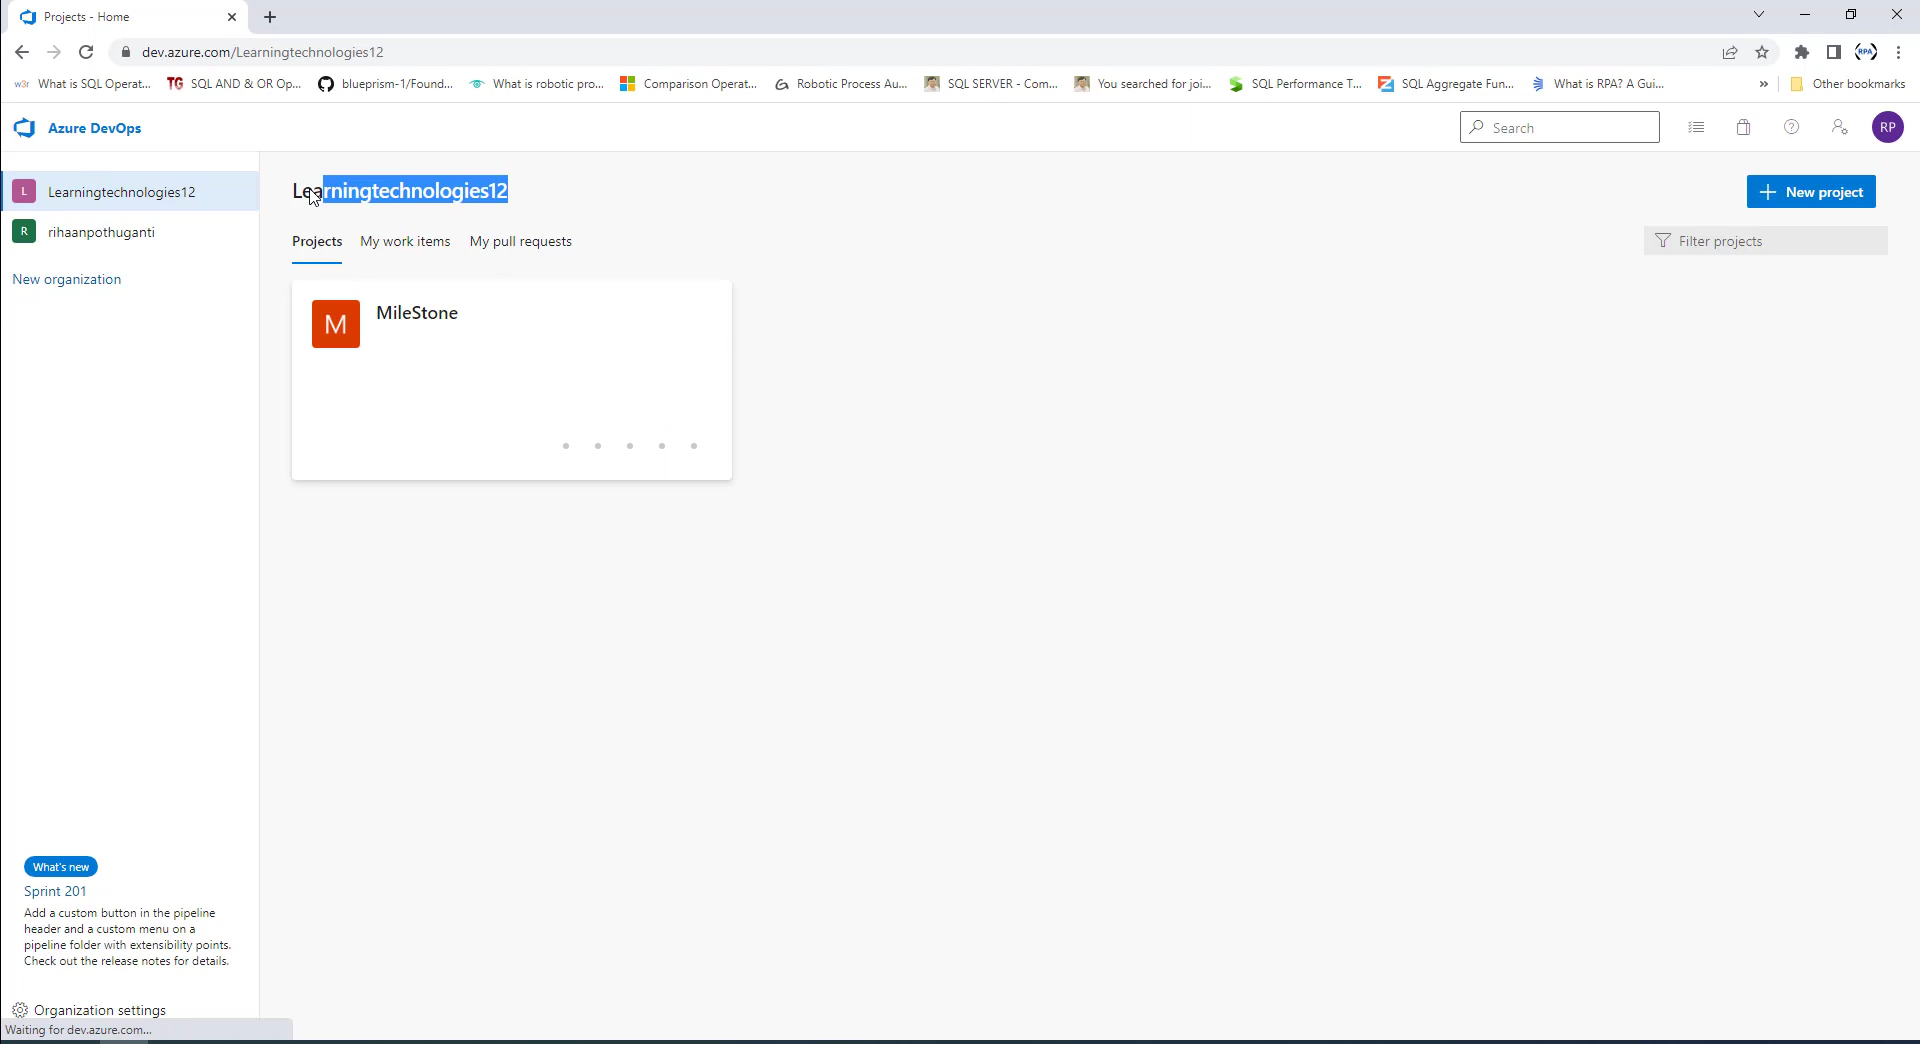 Projects - Home
dev.azure.com/Learningtechnologies12
w3r What is SQL Operat... TG SQL AND & OR Op... blueprism-1/Found... What is robotic pro... Comparison Operat... Robotic Process Au... SQL SERVER - Com... You searched for joi... SQL Performance T... SQL Aggregate Fun... What is RPA? A Gui... » Other bookmarks
Azure DevOps
Search
RP
L Learningtechnologies12
R rihaanpothuganti
New organization
Learningtechnologies12
New project
Projects My work items My pull requests
Filter projects
M MileStone
What's new
Sprint 201
Add a custom button in the pipeline
header and a custom menu on a
pipeline folder with extensibility points.
Check out the release notes for details.
Organization settings
Waiting for dev.azure.com...